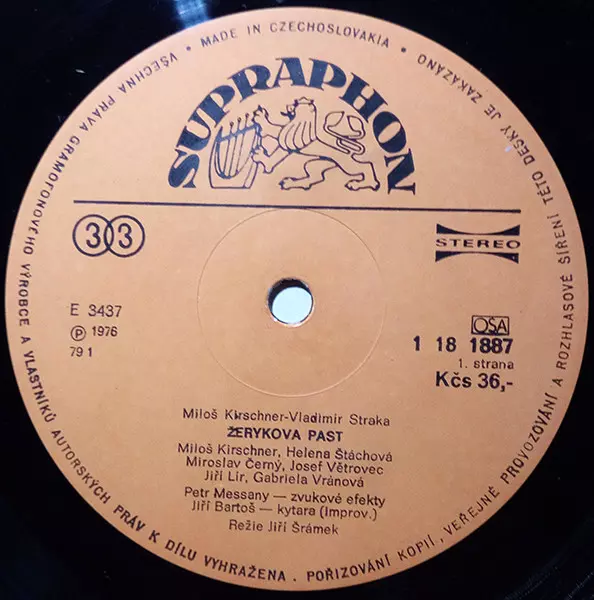 VŠECHNA PRÁVA GRAMOFONOVÉHO VÝROBCE A VLASTNÍKŮ AUTORSKÝCH PRÁV K DÍLU VYHRAŽENA. POŘIZOVÁNÍ KOPIÍ, VEŘEJNÉ PROVOZOVÁNÍ A ROZHLASOVÉ ŠÍŘENÍ TÉTO DESKY JE ZAKÁZÁNO • MADE IN CZECHOSLOVAKIA •
SUPRAPHON
33
STEREO
E 3437
Ⓟ 1976
79 1
OSA
1 18 1887
1. strana
Kčs 36,-
Miloš Kirschner-Vladimír Straka
ŽERYKOVA PAST
Miloš Kirschner, Helena Štáchová
Miroslav Černý, Josef Větrovec
Jiří Lír, Gabriela Vránová
Petr Messany — zvukové efekty
Jiří Bartoš — kytara (Improv.)
Režie Jiří Šrámek